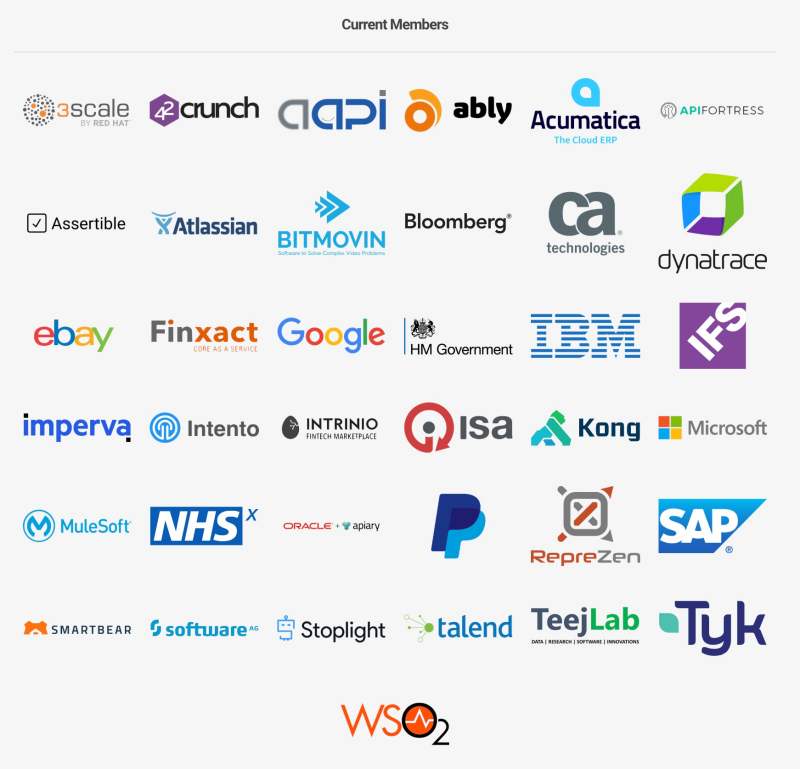 Current Members
3scale
BY RED HAT
42crunch
aapi
ably
Acumatica
The Cloud ERP
APIFORTRESS
Assertible
Atlassian
BITMOVIN
Software to Solve Complex Video Problems
Bloomberg®
ca
technologies
dynatrace
ebay
Finxact
CORE AS A SERVICE
Google
HM Government
IBM
IFS
imperva
Intento
INTRINIO
FINTECH MARKETPLACE
ISA
Kong
Microsoft
MuleSoft
NHS X
ORACLE + apiary
P
RepreZen
SAP ®
SMARTBEAR
software AG
Stoplight
talend
TeejLab
DATA | RESEARCH | SOFTWARE | INNOVATIONS
Tyk
WSO2